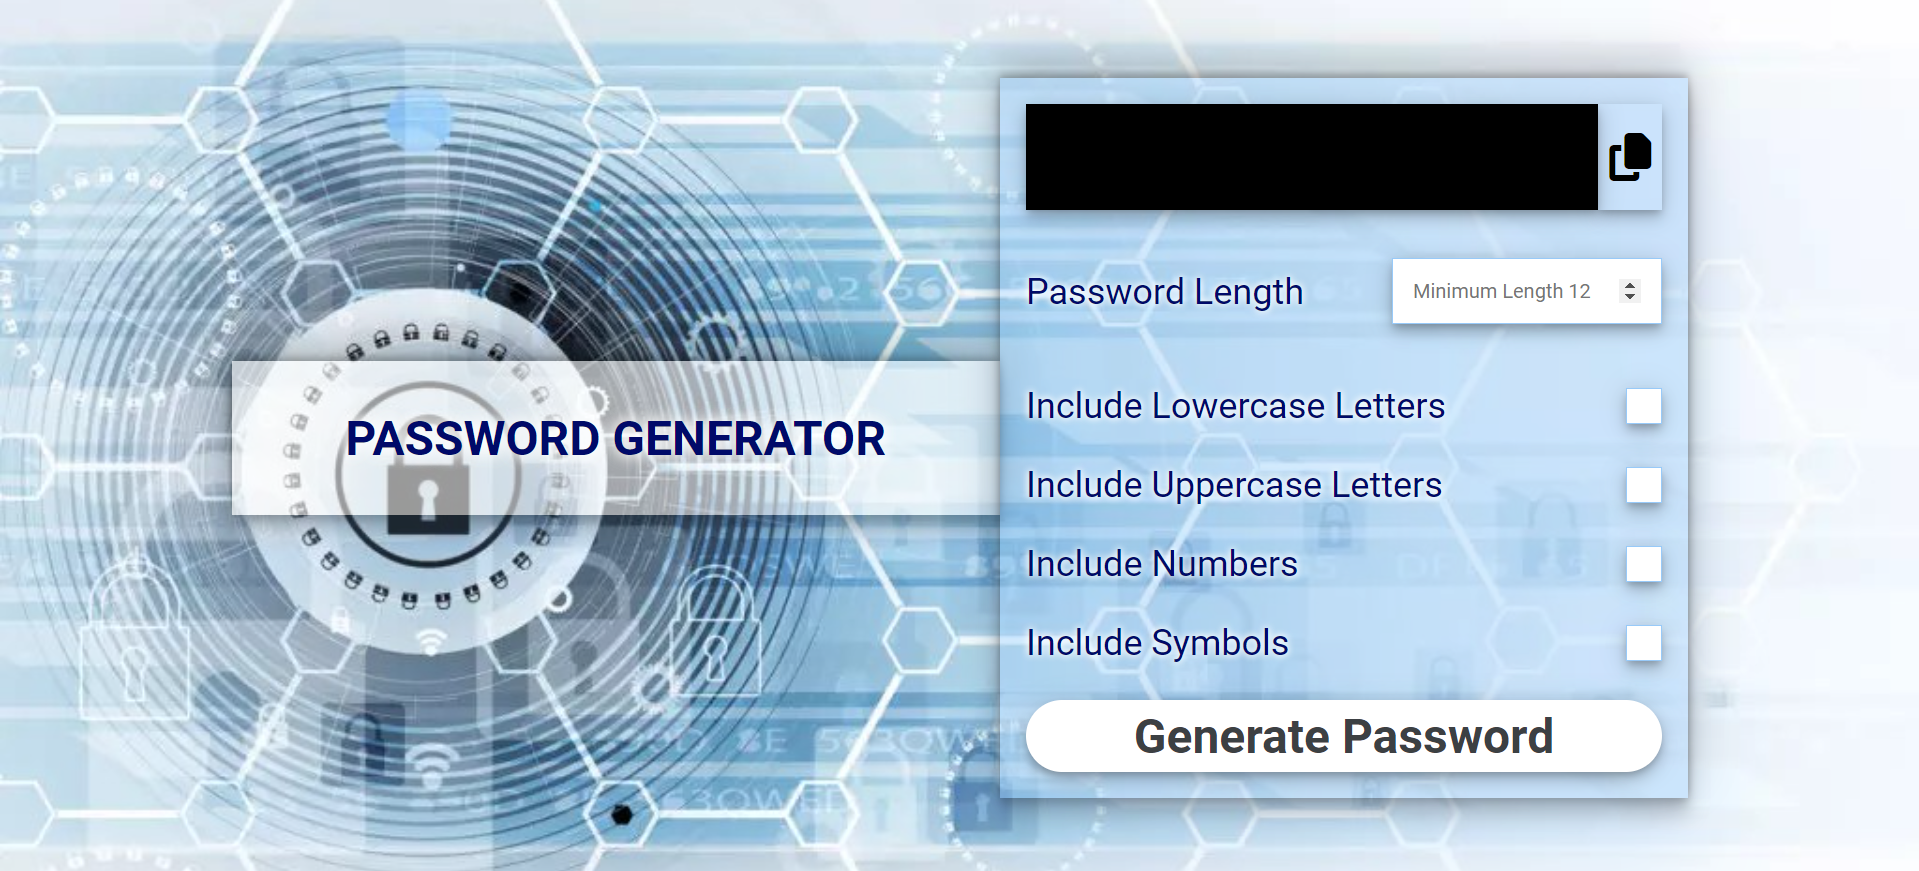 PASSWORD GENERATOR
Password Length
Minimum Length 12
Include Lowercase Letters
Include Uppercase Letters
Include Numbers
Include Symbols
Generate Password